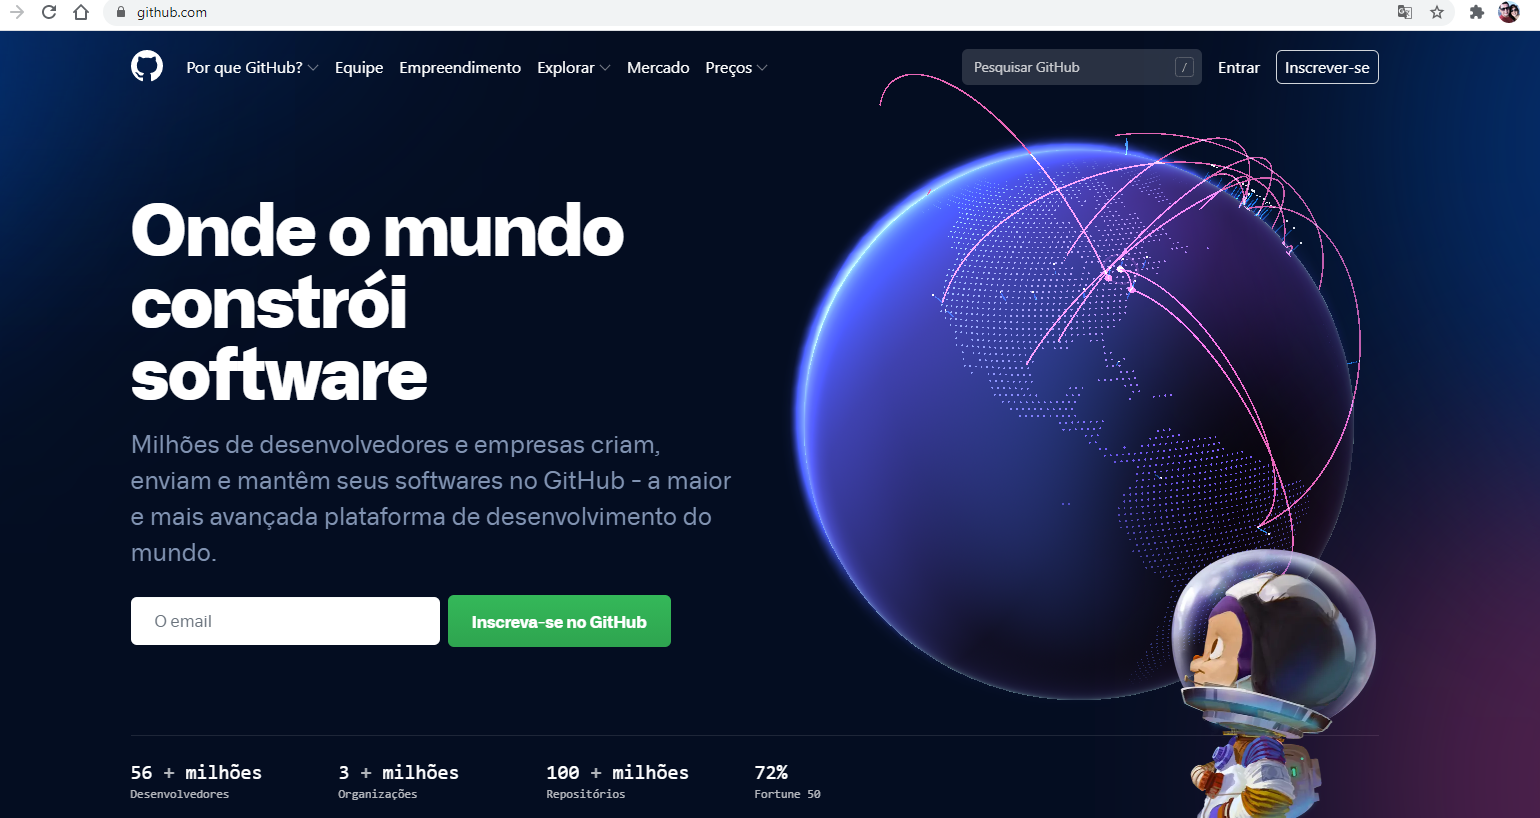 github.com
Por que GitHub? Equipe Empreendimento Explorar Mercado Preços Pesquisar GitHub / Entrar Inscrever-se
Onde o mundo
constrói
software
Milhões de desenvolvedores e empresas criam,
enviam e mantêm seus softwares no GitHub - a maior
e mais avançada plataforma de desenvolvimento do
mundo.
O email Inscreva-se no GitHub
56 + milhões 3 + milhões 100 + milhões 72%
Desenvolvedores Organizações Repositórios Fortune 50